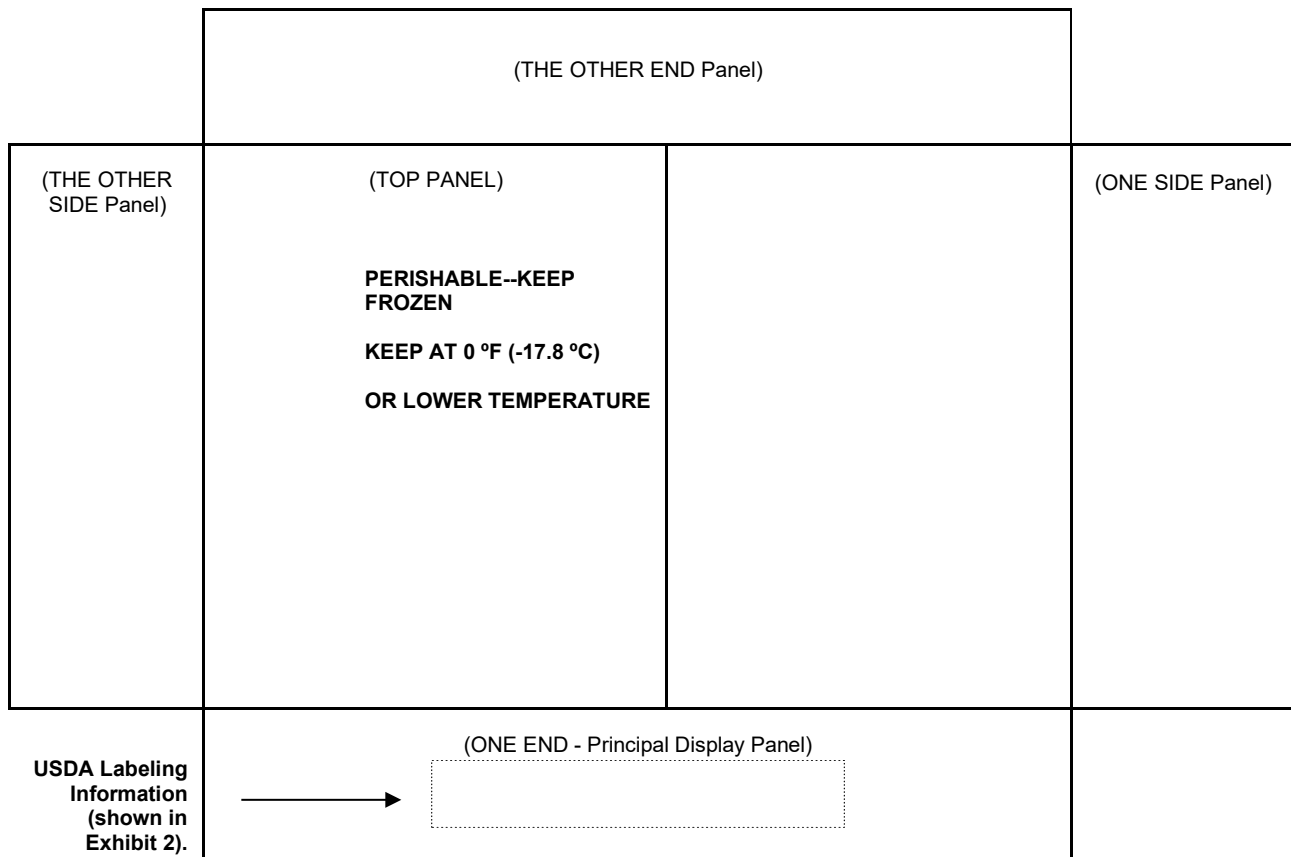 (THE OTHER END Panel)
(THE OTHER
SIDE Panel)
(TOP PANEL)
(ONE SIDE Panel)
PERISHABLE--KEEP
FROZEN
KEEP AT 0 ºF (-17.8 ºC)
OR LOWER TEMPERATURE
(ONE END - Principal Display Panel)
USDA Labeling
Information
(shown in
Exhibit 2).